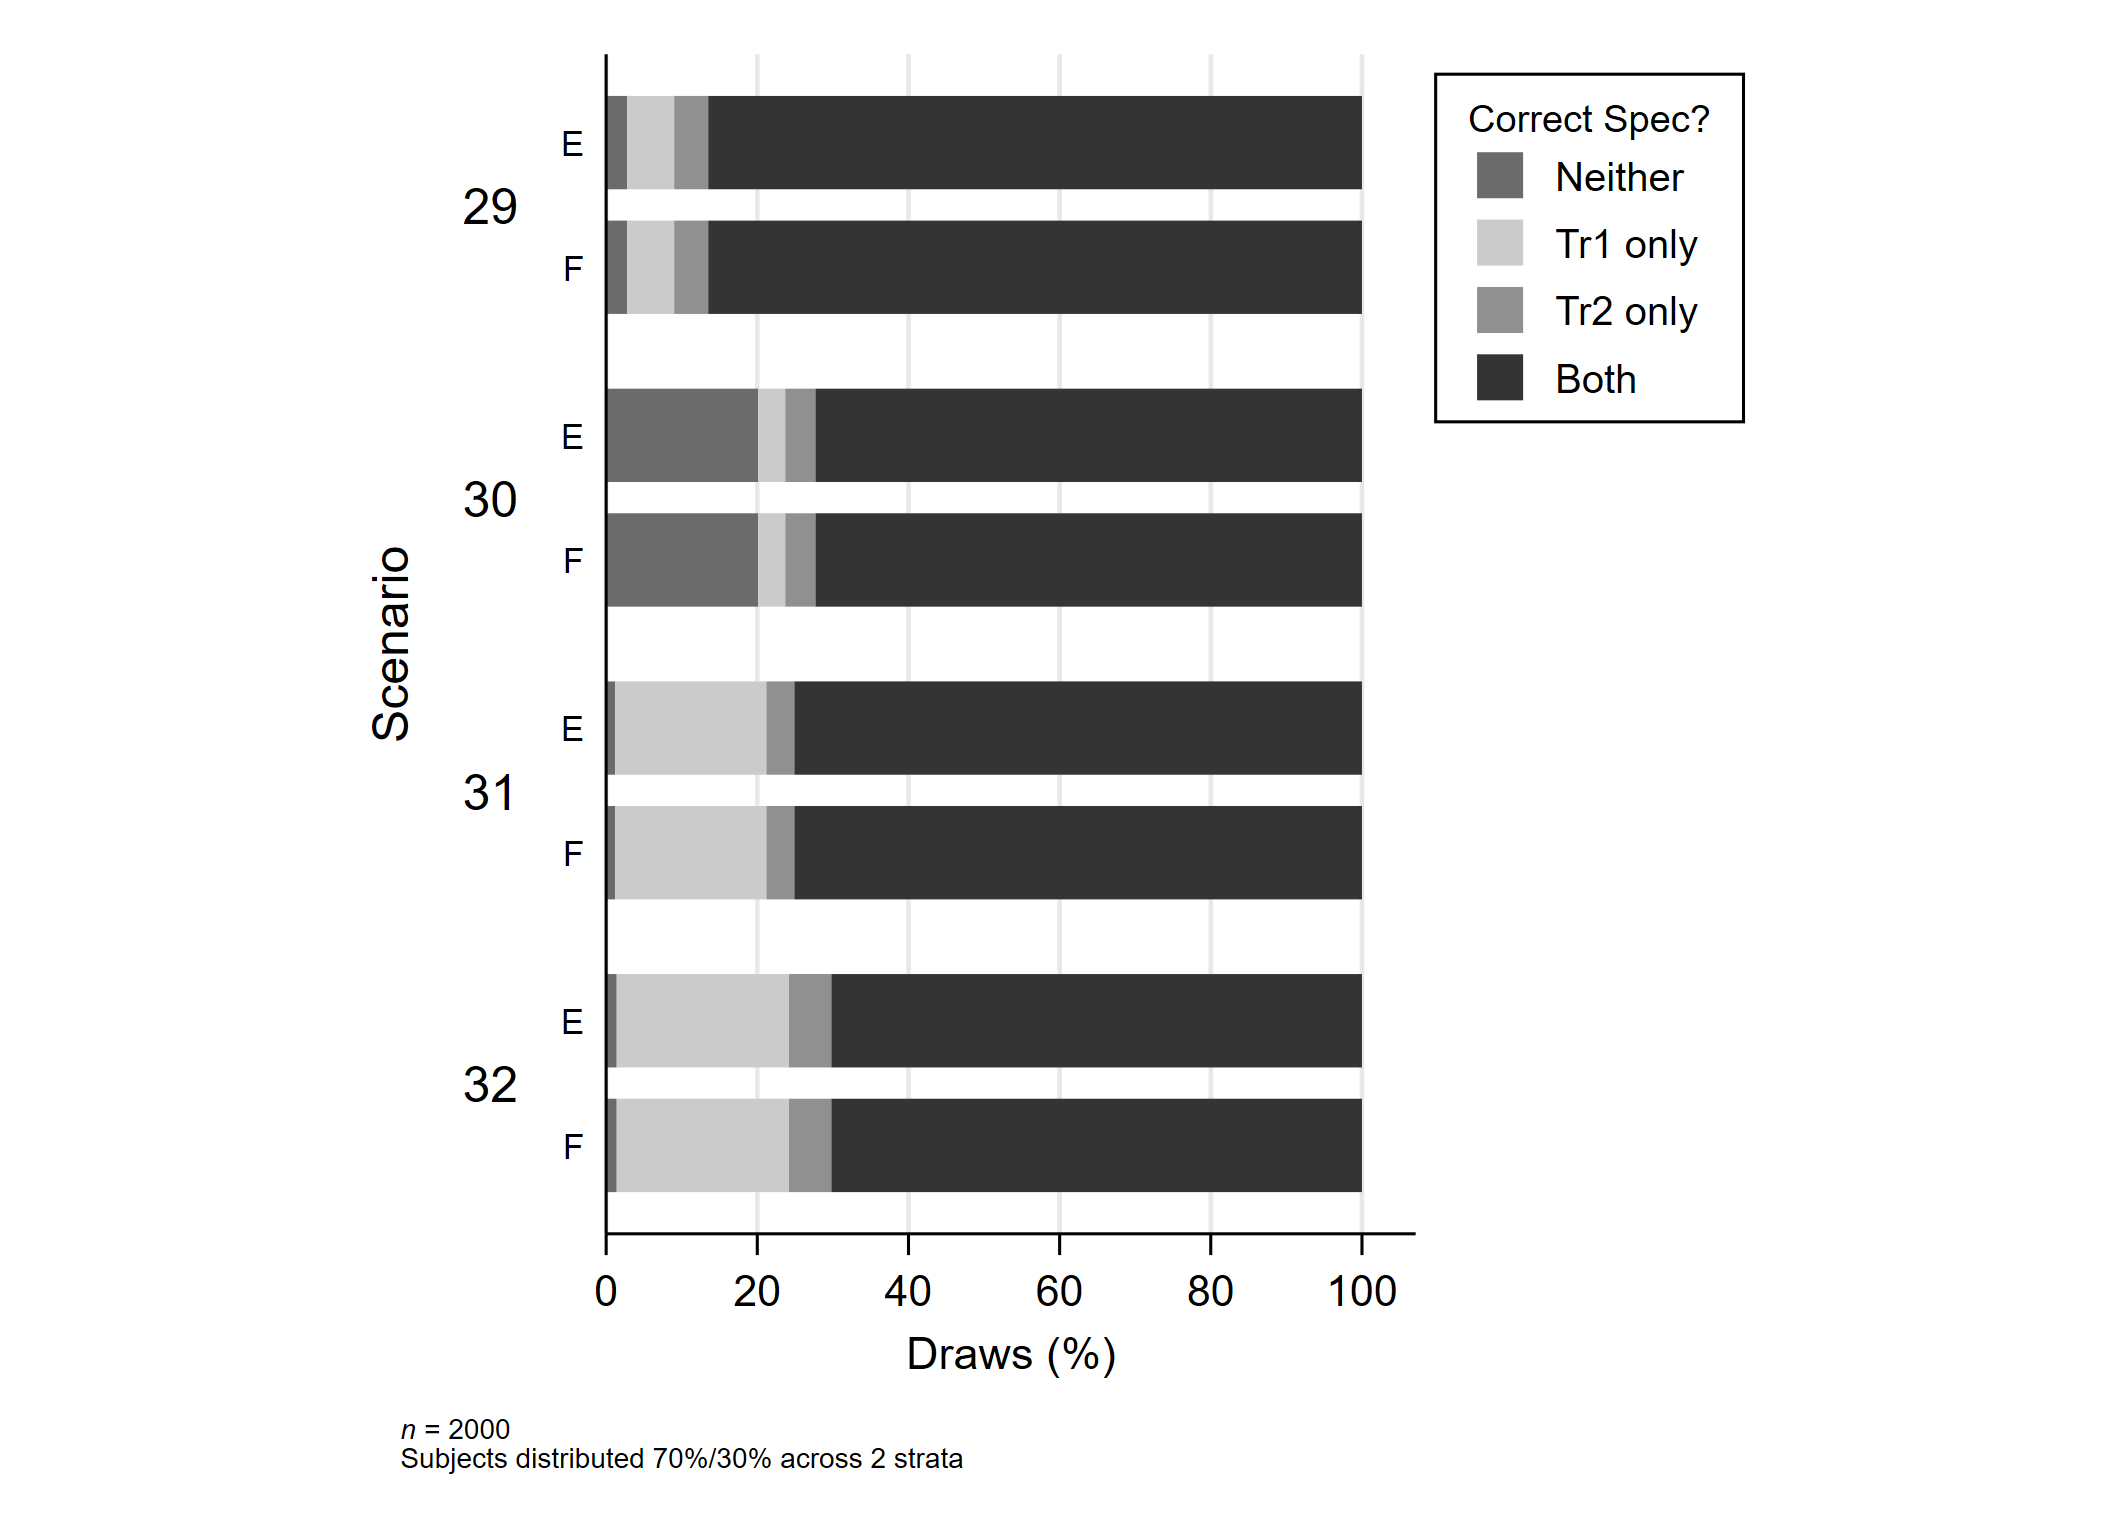 Correct Spec?
Neither
Tr1 only
Tr2 only
Both
Scenario
29
E
F
30
E
F
31
E
F
32
E
F
0 20 40 60 80 100
Draws (%)
n = 2000
Subjects distributed 70%/30% across 2 strata